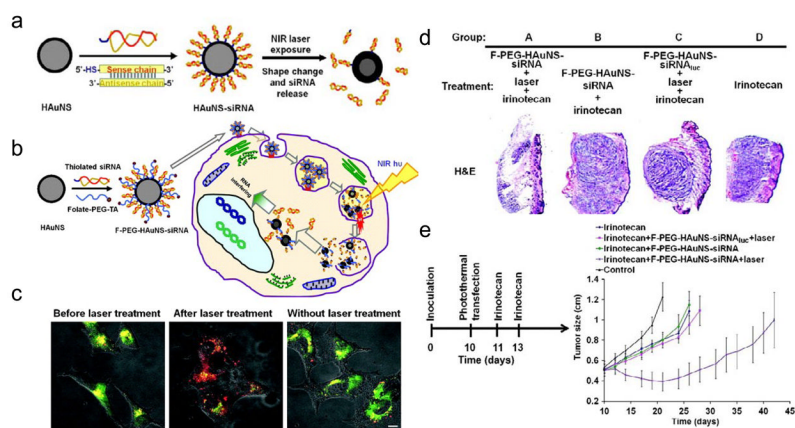 a
HAuNS
5'-HS-
Sense chain
-3'
3'-
Antisense chain
-5'
HAuNS-siRNA
NIR laser
exposure
Shape change
and siRNA
release
b
HAuNS
Thiolated siRNA
Folate-PEG-TA
F-PEG-HAuNS-siRNA
RNA
interfering
NIR hυ
c
Before laser treatment
After laser treatment
Without laser treatment
d
Group:
A
B
C
D
Treatment:
F-PEG-HAuNS-
siRNA
+
laser
+
irinotecan
F-PEG-HAuNS-
siRNA
+
irinotecan
F-PEG-HAuNS-
siRNAluc
+
laser
+
irinotecan
Irinotecan
H&E
e
Inoculation
Photothermal
transfection
Irinotecan
Irinotecan
0
10
11
13
Time (days)
Irinotecan
Irinotecan+F-PEG-HAuNS-siRNAluc+laser
Irinotecan+F-PEG-HAuNS-siRNA
Irinotecan+F-PEG-HAuNS-siRNA+laser
Control
Tumor size (cm)
1.4
1.2
1
0.8
0.6
0.4
0.2
10
15
20
25
30
35
40
45
Time (days)